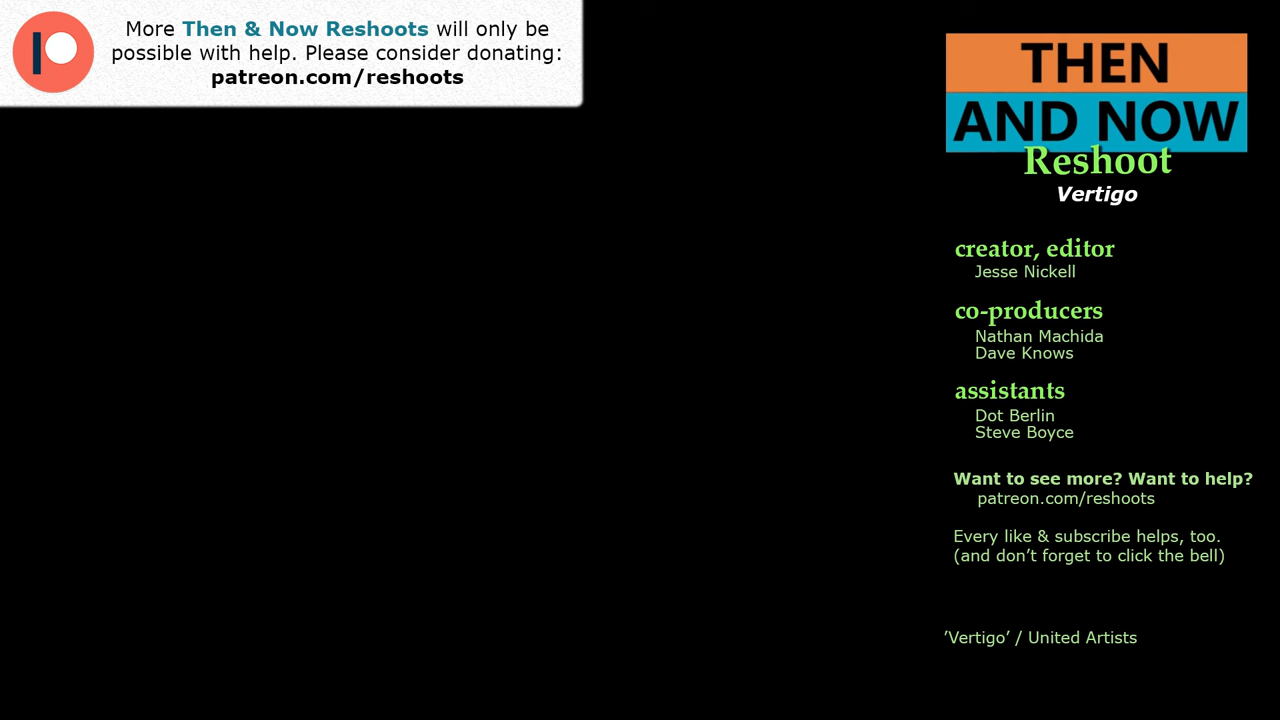 More Then & Now Reshoots will only be
possible with help. Please consider donating:
patreon.com/reshoots
THEN
AND NOW
Reshoot
Vertigo
creator, editor
Jesse Nickell
co-producers
Nathan Machida
Dave Knows
assistants
Dot Berlin
Steve Boyce
Want to see more? Want to help?
patreon.com/reshoots
Every like & subscribe helps, too.
(and don’t forget to click the bell)
’Vertigo’ / United Artists